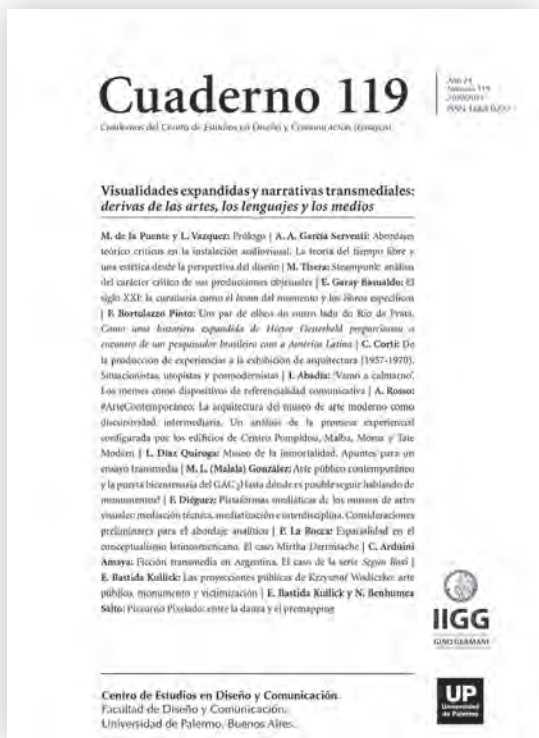 Cuaderno 119
Año 24
Número 119
2020/2021
Cuadernos del Centro de Estudios en Diseño y Comunicación [Ensayos]
Visualidades expandidas y narrativas transmediales:
derivas de las artes, los lenguajes y los medios
M. de la Puente y L. Vazquez: Prólogo | A. A. García Serventi: Abordajes
teórico críticos en la instalación audiovisual. La teoría del tiempo libre y
una estética desde la perspectiva del diseño | M. Tisera: Steampunk: análisis
del carácter crítico de sus producciones objetuales | E. Garay Basualdo: El
siglo XXI: la curaduría como el boom del momento y los libros específicos
| F. Bortolazzo Pinto: Um par de olhos do outro lado do Rio da Prata.
Como uma historieta expandida de Héctor Oesterheld proporcionou o
encontro de um pesquisador brasileiro com a América Latina | C. Corti: De
la producción de experiencias a la exhibición de arquitectura (1957-1970).
Situacionistas, utopistas y posmodernistas | I. Abadía: 'Vamo a calmarno'.
Los memes como dispositivos de referencialidad comunicativa | A. Rosso:
#ArteContemporáneo: La arquitectura del museo de arte moderno como
discursividad intermediaria. Un análisis de la promesa experiencial
configurada por los edificios de Centro Pompidou, Malba, Moma y Tate
Modern | L. Díaz Quiroga: Museo de la inmortalidad. Apuntes para un
ensayo transmedia | M. L. (Malala) González: Arte público contemporáneo
y la puerta bicentenaria del GAC ¿Hasta dónde es posible seguir hablando de
monumentos? | F. Diéguez: Plataformas mediáticas de los museos de artes
visuales: mediación técnica, mediatización e interdisciplina. Consideraciones
preliminares para el abordaje analítico | P. La Rocca: Espacialidad en el
conceptualismo latinoamericano. El caso Mirtha Dermisache | C. Arduini
Amaya: Ficción transmedia en Argentina. El caso de la serie Según Roxi |
E. Bastida Kullick: Las proyecciones públicas de Krzysztof Wodiczko: arte
público, monumento y victimización | E. Bastida Kullick y N. Benhumea
Salto: Pizzurno Pixelado: entre la danza y el premapping
IIGG
GINO GERMANI
Centro de Estudios en Diseño y Comunicación.
Facultad de Diseño y Comunicación.
Universidad de Palermo. Buenos Aires.
UP
Universidad
de Palermo